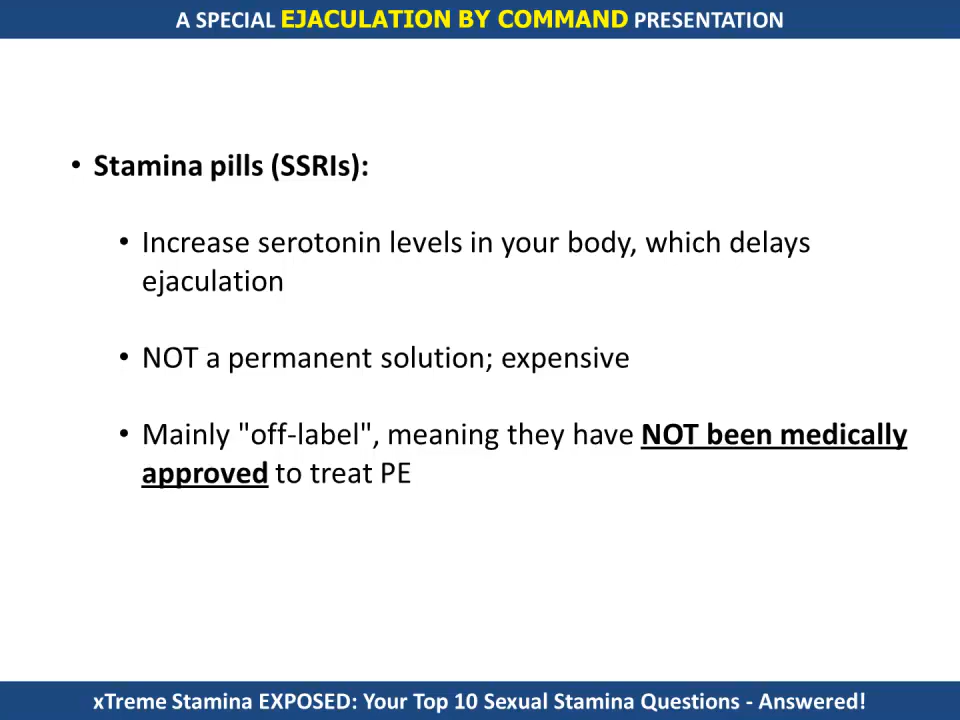 A SPECIAL EJACULATION BY COMMAND PRESENTATION
• Stamina pills (SSRIs):
• Increase serotonin levels in your body, which delays
ejaculation
• NOT a permanent solution; expensive
• Mainly "off-label", meaning they have NOT been medically
approved to treat PE
xTreme Stamina EXPOSED: Your Top 10 Sexual Stamina Questions - Answered!